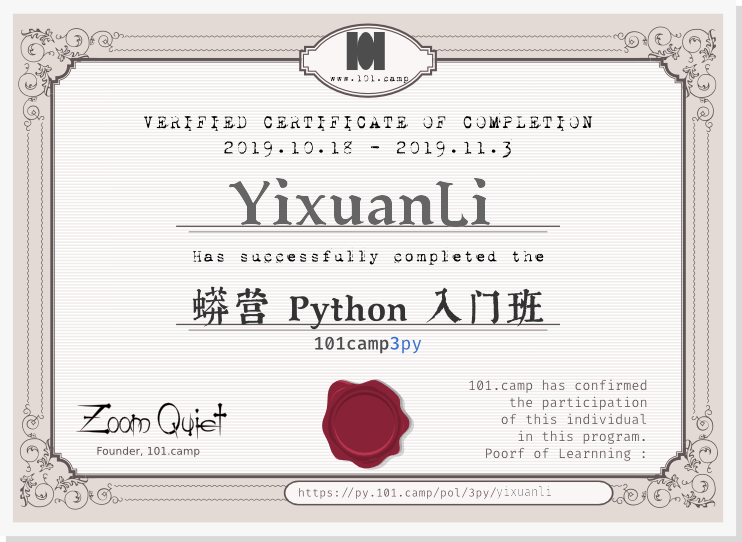 101
www.101.camp
VERIFIED CERTIFICATE OF COMPLETION
2019.10.18 - 2019.11.3
YixuanLi
Has successfully completed the
蟒营 Python 入门班
101camp3py
Zoom Quiet
Founder, 101.camp
101.camp has confirmed
the participation
of this individual
in this program.
Poorf of Learnning :
https://py.101.camp/pol/3py/yixuanli